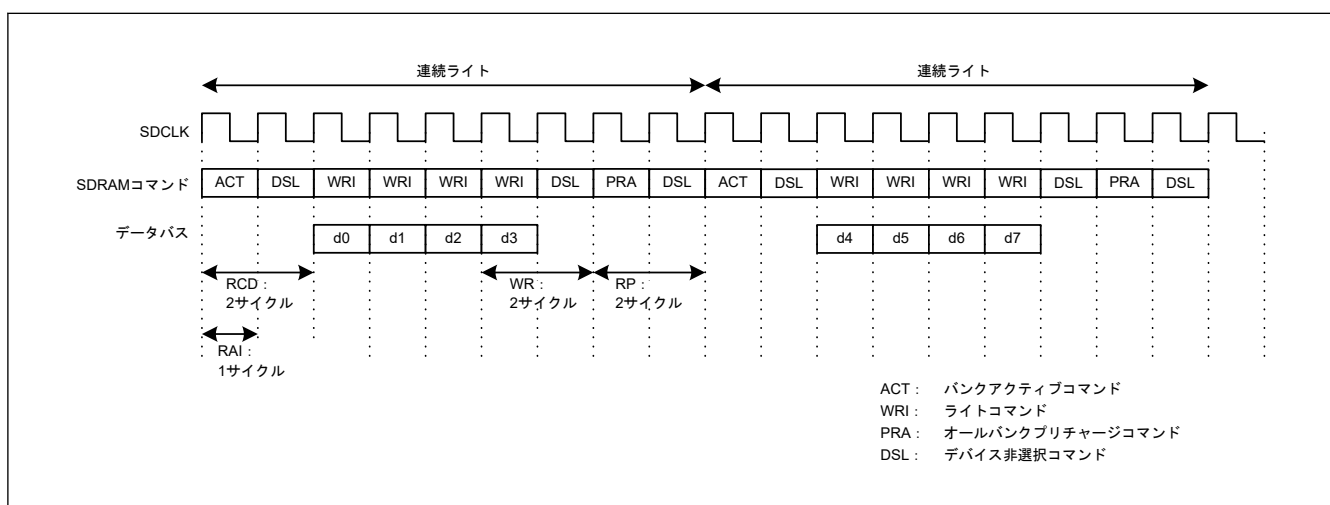 連続ライト 連続ライト
SDCLK
SDRAMコマンド ACT DSL WRI WRI WRI WRI DSL PRA DSL ACT DSL WRI WRI WRI WRI DSL PRA DSL
データバス d0 d1 d2 d3 d4 d5 d6 d7
RCD： WR： RP：
2サイクル 2サイクル 2サイクル
RAI：
1サイクル
ACT： バンクアクティブコマンド
WRI： ライトコマンド
PRA： オールバンクプリチャージコマンド
DSL： デバイス非選択コマンド